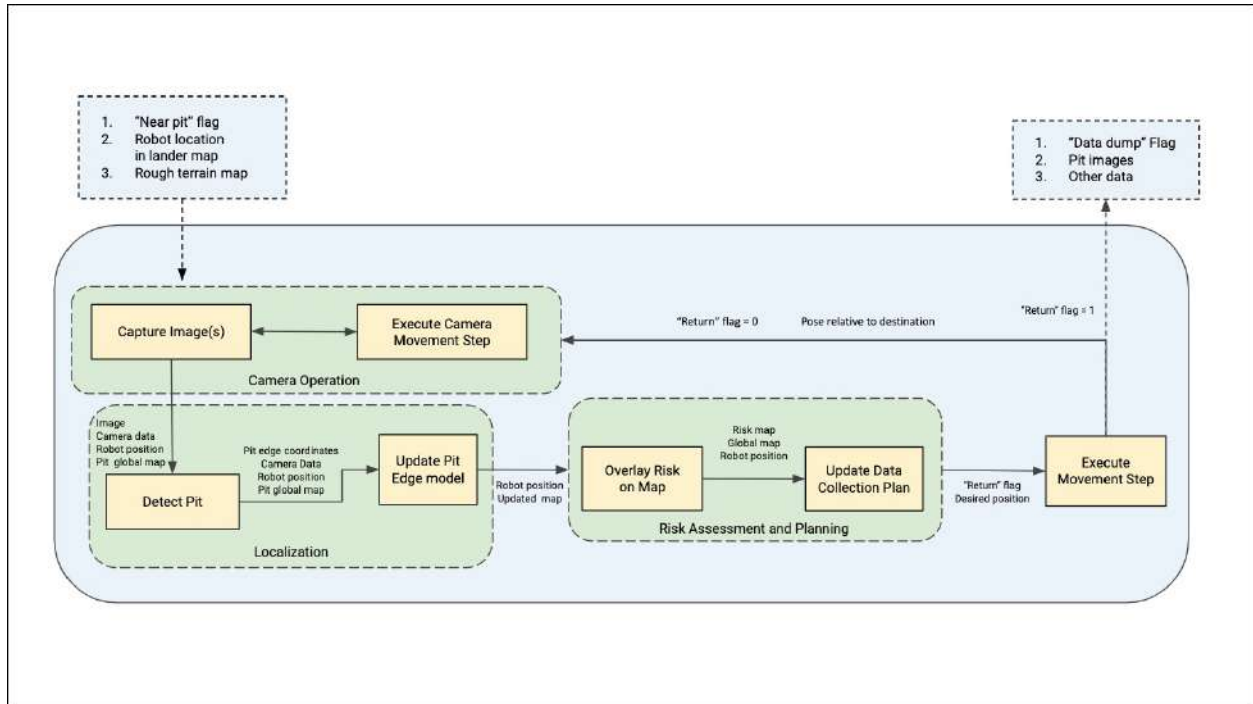 1. "Near pit" flag
2. Robot location
in lander map
3. Rough terrain map
1. "Data dump" Flag
2. Pit images
3. Other data
Capture Image(s)
Execute Camera
Movement Step
Camera Operation
"Return" flag = 0 Pose relative to destination
"Return" flag = 1
Image
Camera data
Robot position
Pit global map
Detect Pit
Pit edge coordinates
Camera Data
Robot position
Pit global map
Update Pit
Edge model
Localization
Robot position
Updated map
Overlay Risk
on Map
Risk map
Global map
Robot position
Update Data
Collection Plan
Risk Assessment and Planning
"Return" flag
Desired position
Execute
Movement Step